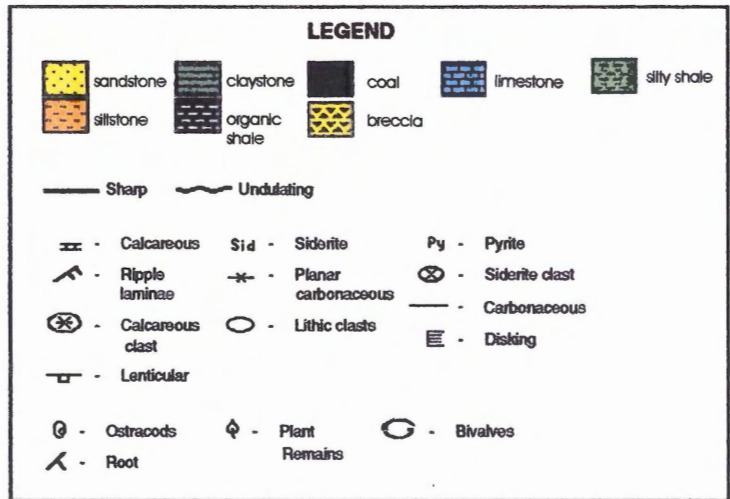 LEGEND
sandstone claystone coal limestone silty shale
siltstone organic shale breccia
Sharp Undulating
- Calcareous Sid - Siderite Py - Pyrite
- Ripple laminae - Planar carbonaceous - Siderite clast
- Calcareous clast - Lithic clasts - Carbonaceous
- Disking
- Lenticular
- Ostracods - Plant Remains - Bivalves
- Root